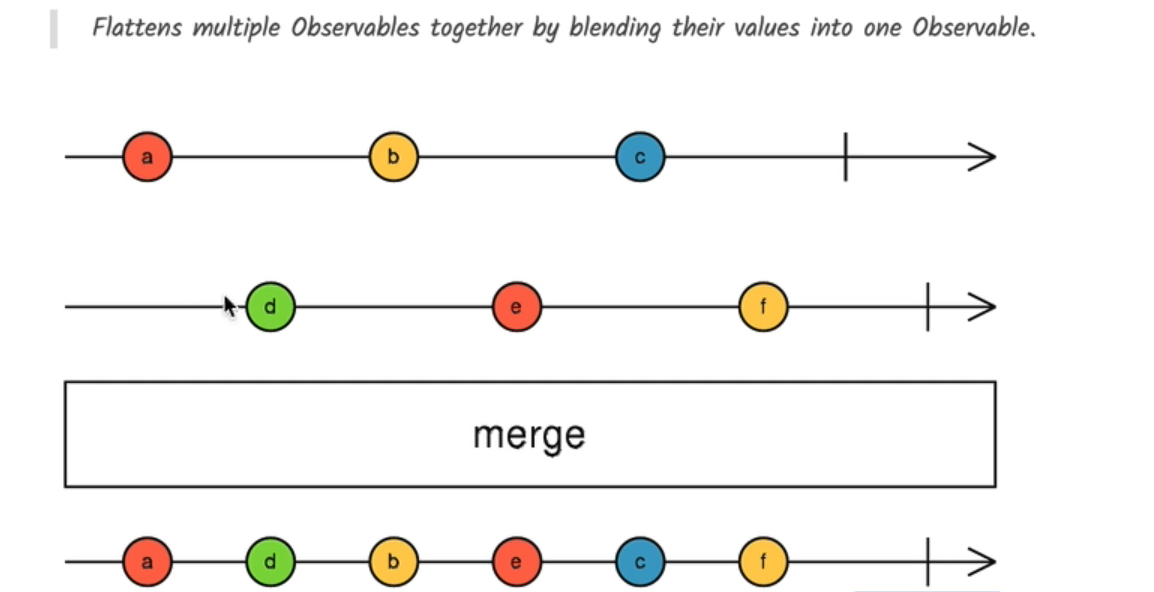 Flattens multiple Observables together by blending their values into one Observable.
a b c
d e f
merge
a d b e c f